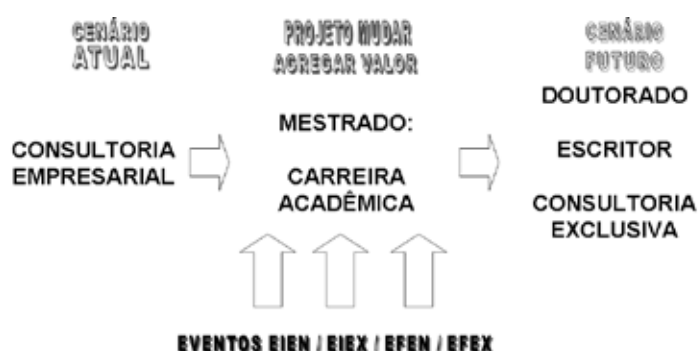 CENÁRIO
ATUAL
PROJETO MUDAR
AGREGAR VALOR
CENÁRIO
FUTURO
CONSULTORIA
EMPRESARIAL
MESTRADO:
CARREIRA
ACADÊMICA
DOUTORADO
ESCRITOR
CONSULTORIA
EXCLUSIVA
EVENTOS EIEN / EIEX / EFEN / EFEX